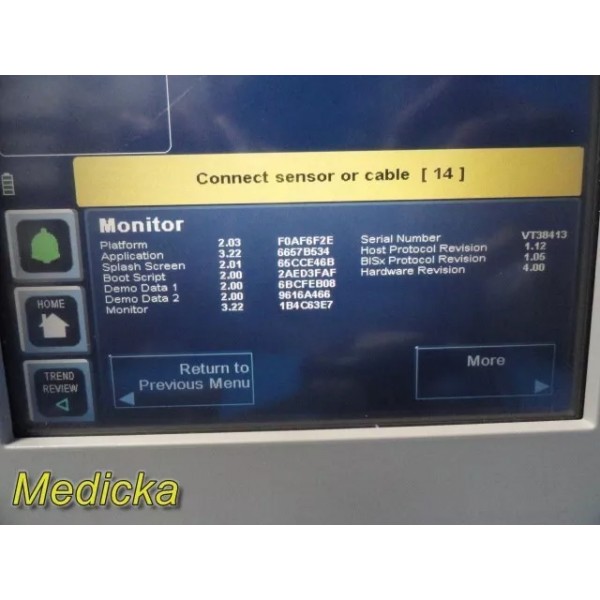 Connect sensor or cable [ 14 ]
Monitor
Platform 2.03 F0AF6F2E
Application 3.22 6657B534
Splash Screen 2.01 65CCE46B
Boot Script 2.00 2AED3FAF
Demo Data 1 2.00 6BCFEB08
Demo Data 2 2.00 9616A466
Monitor 3.22 1B4C63E7
Serial Number VT38413
Host Protocol Revision 1.12
BISx Protocol Revision 1.05
Hardware Revision 4.00
HOME
TREND
REVIEW
Return to
Previous Menu
More
Medicka